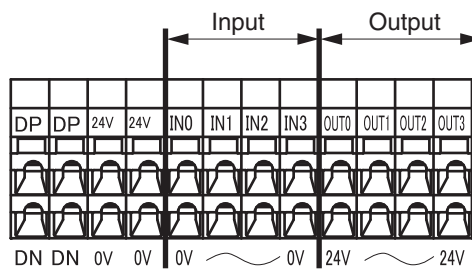 Input Output
DP DP 24V 24V IN0 IN1 IN2 IN3 OUT0 OUT1 OUT2 OUT3
DN DN 0V 0V 0V 0V 24V 24V